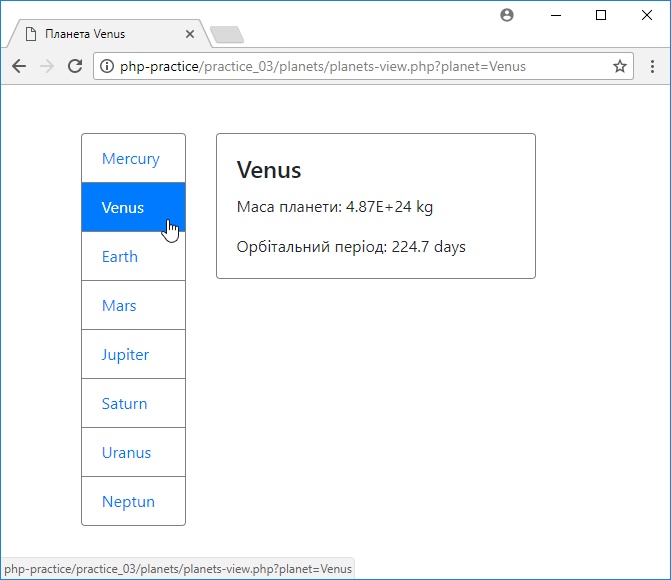 Планета Venus
php-practice/practice_03/planets/planets-view.php?planet=Venus
Mercury
Venus
Earth
Mars
Jupiter
Saturn
Uranus
Neptun
Venus
Маса планети: 4.87E+24 kg
Орбітальний період: 224.7 days
php-practice/practice_03/planets/planets-view.php?planet=Venus